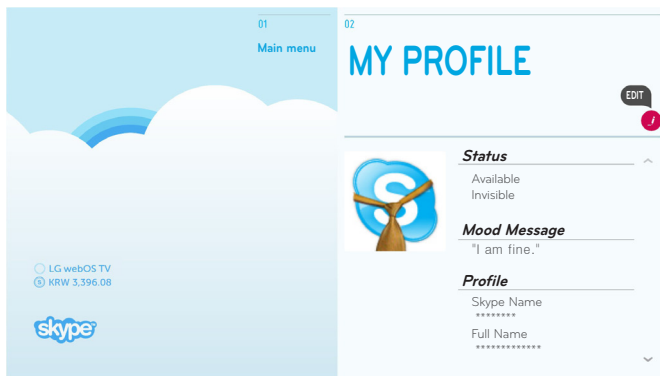 01
Main menu
LG webOS TV
S KRW 3,396.08
skype
02
MY PROFILE
EDIT
S
Status
Available
Invisible
Mood Message
"I am fine."
Profile
Skype Name
********
Full Name
*************